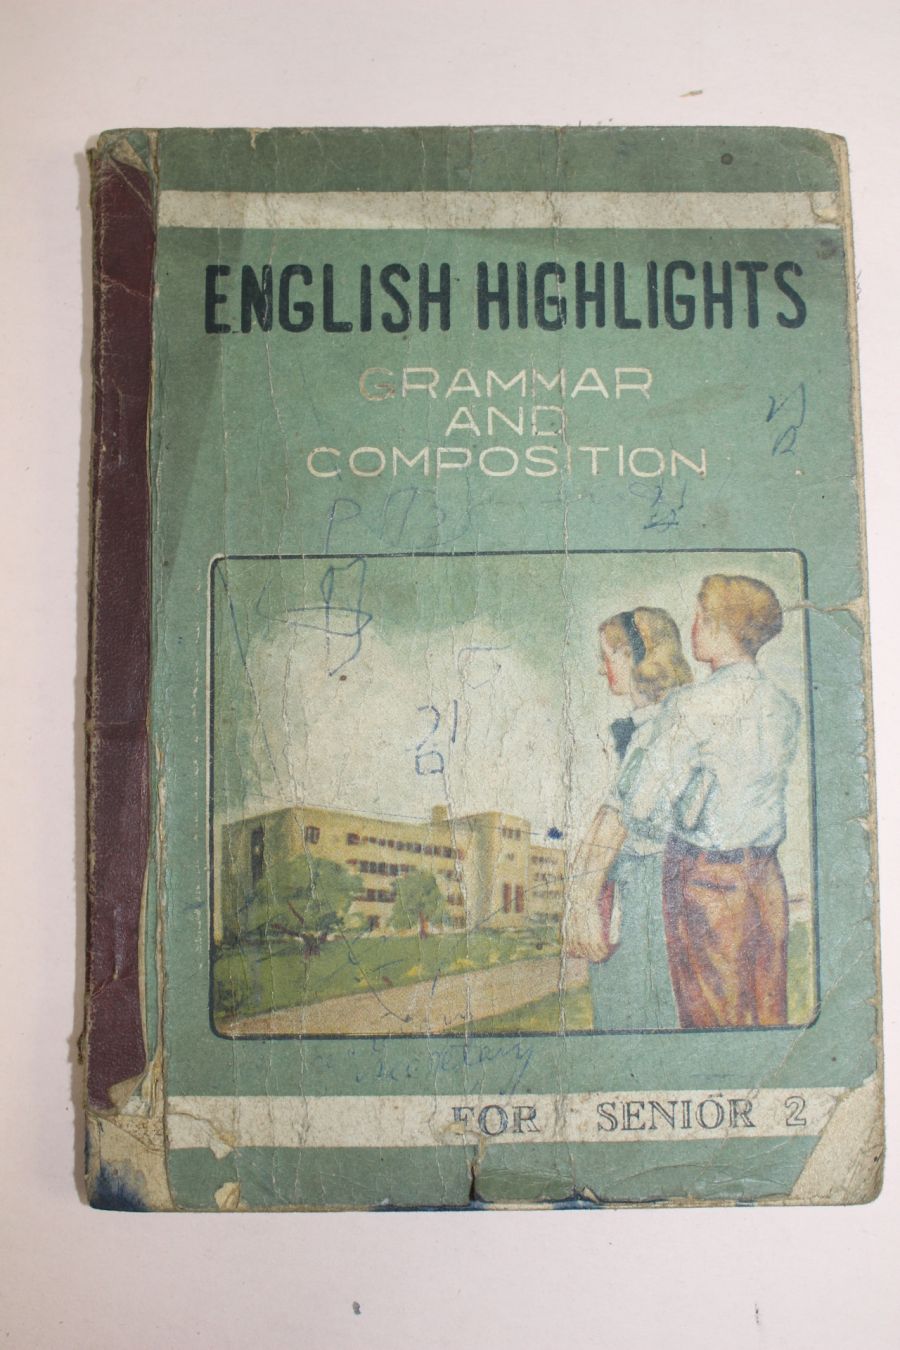 ENGLISH HIGHLIGHTS
GRAMMAR
AND
COMPOSITION
FOR SENIOR 2